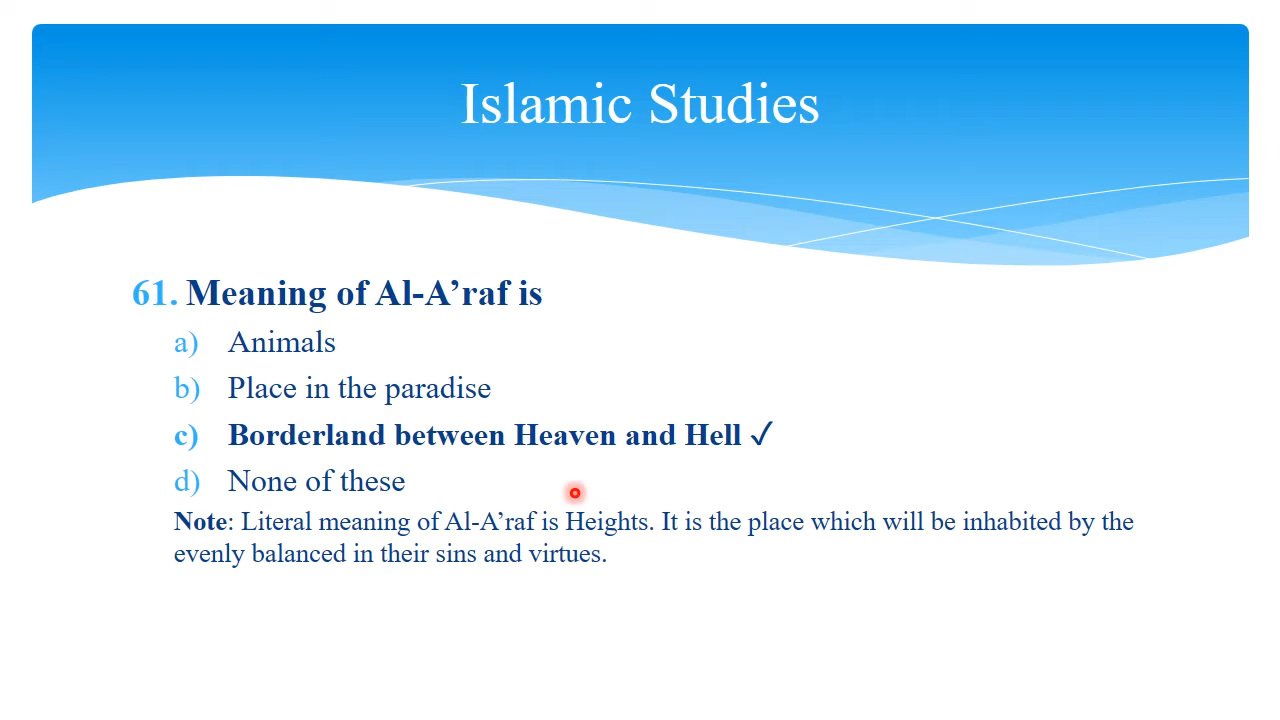 Islamic Studies
61. Meaning of Al-A’raf is
a) Animals
b) Place in the paradise
c) Borderland between Heaven and Hell ✓
d) None of these
Note: Literal meaning of Al-A’raf is Heights. It is the place which will be inhabited by the
evenly balanced in their sins and virtues.